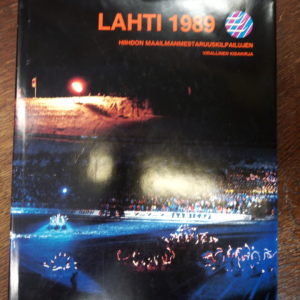 LAHTI 1989
HIIHDON MAAILMANMESTARUUSKILPAILUJEN
VIRALLINEN KISAKIRJA